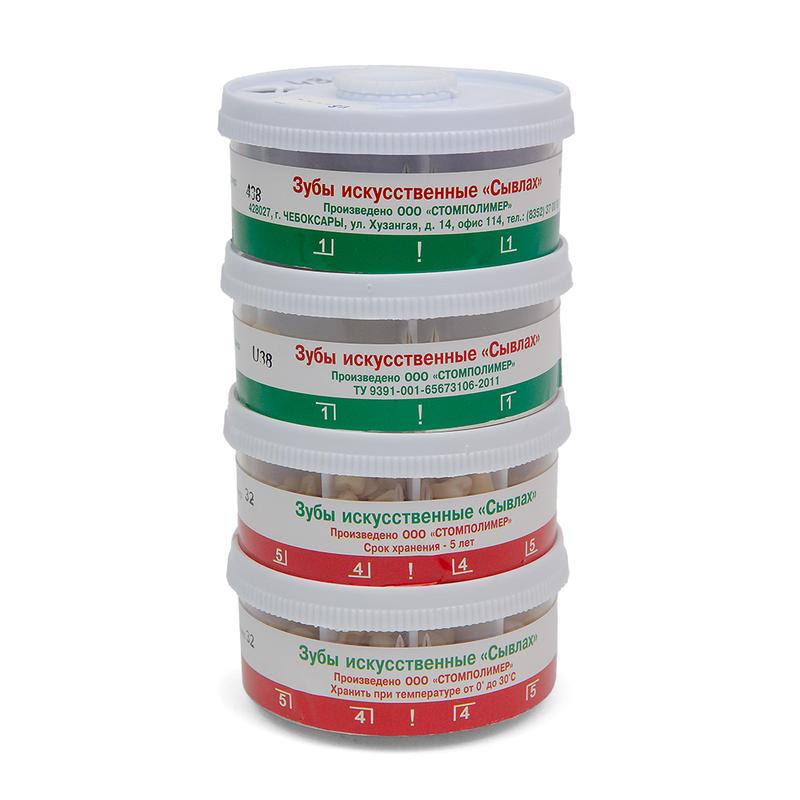 438
Зубы искусственные «Сывлах»
Произведено ООО «СТОМПОЛИМЕР»
428027, г. ЧЕБОКСАРЫ, ул. Хузангая, д. 14, офис 114, тел.: (8352) 37 00
1 ! 1
U38
Зубы искусственные «Сывлах»
Произведено ООО «СТОМПОЛИМЕР»
ТУ 9391-001-65673106-2011
1 ! 1
32
Зубы искусственные «Сывлах»
Произведено ООО «СТОМПОЛИМЕР»
Срок хранения - 5 лет
5 4 ! 4 5
32
Зубы искусственные «Сывлах»
Произведено ООО «СТОМПОЛИМЕР»
Хранить при температуре от 0° до 30°С
5 4 ! 4 5